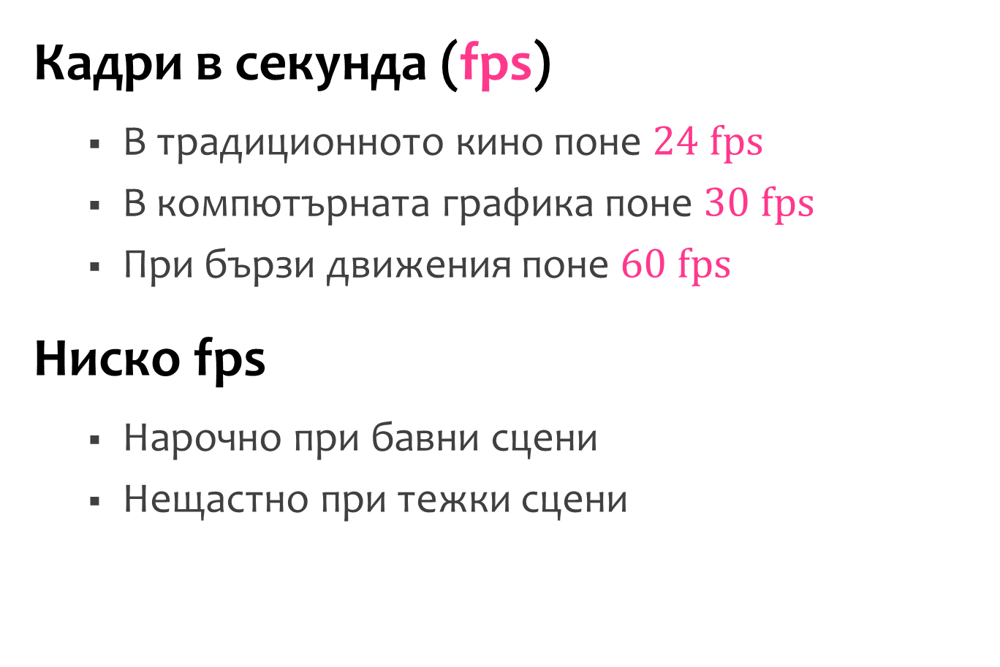 Кадри в секунда (fps)
▪ В традиционното кино поне 24 fps
▪ В компютърната графика поне 30 fps
▪ При бързи движения поне 60 fps
Ниско fps
▪ Нарочно при бавни сцени
▪ Нещастно при тежки сцени